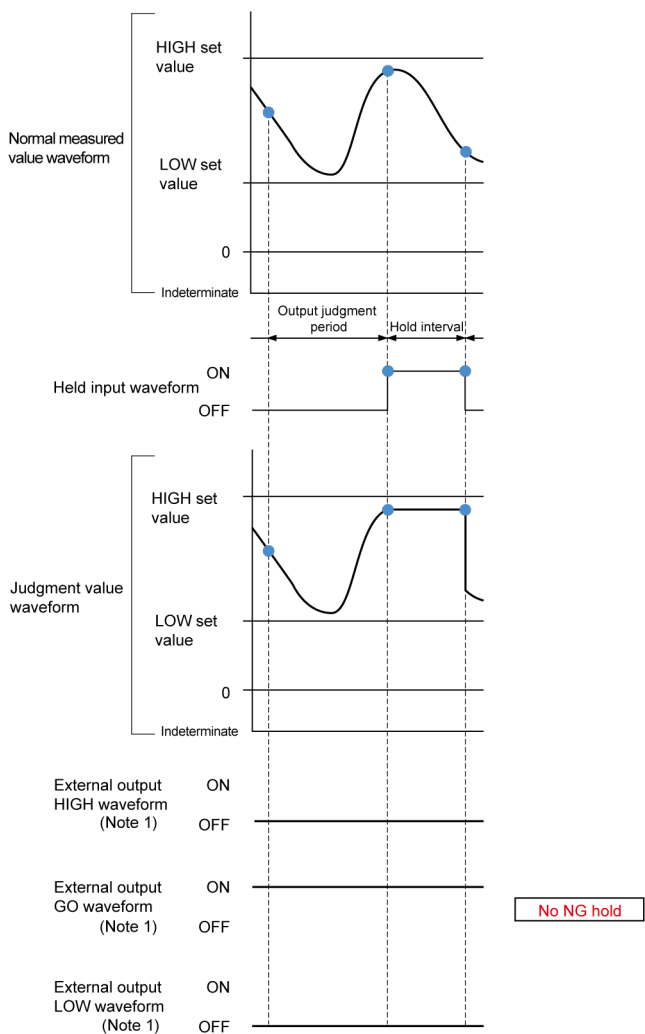 HIGH set
value
Normal measured
value waveform
LOW set
value
0
Indeterminate
Output judgment
period
Hold interval
ON
Held input waveform
OFF
HIGH set
value
Judgment value
waveform
LOW set
value
0
Indeterminate
External output ON
HIGH waveform
(Note 1) OFF
External output ON
GO waveform
(Note 1) OFF
No NG hold
External output ON
LOW waveform
(Note 1) OFF